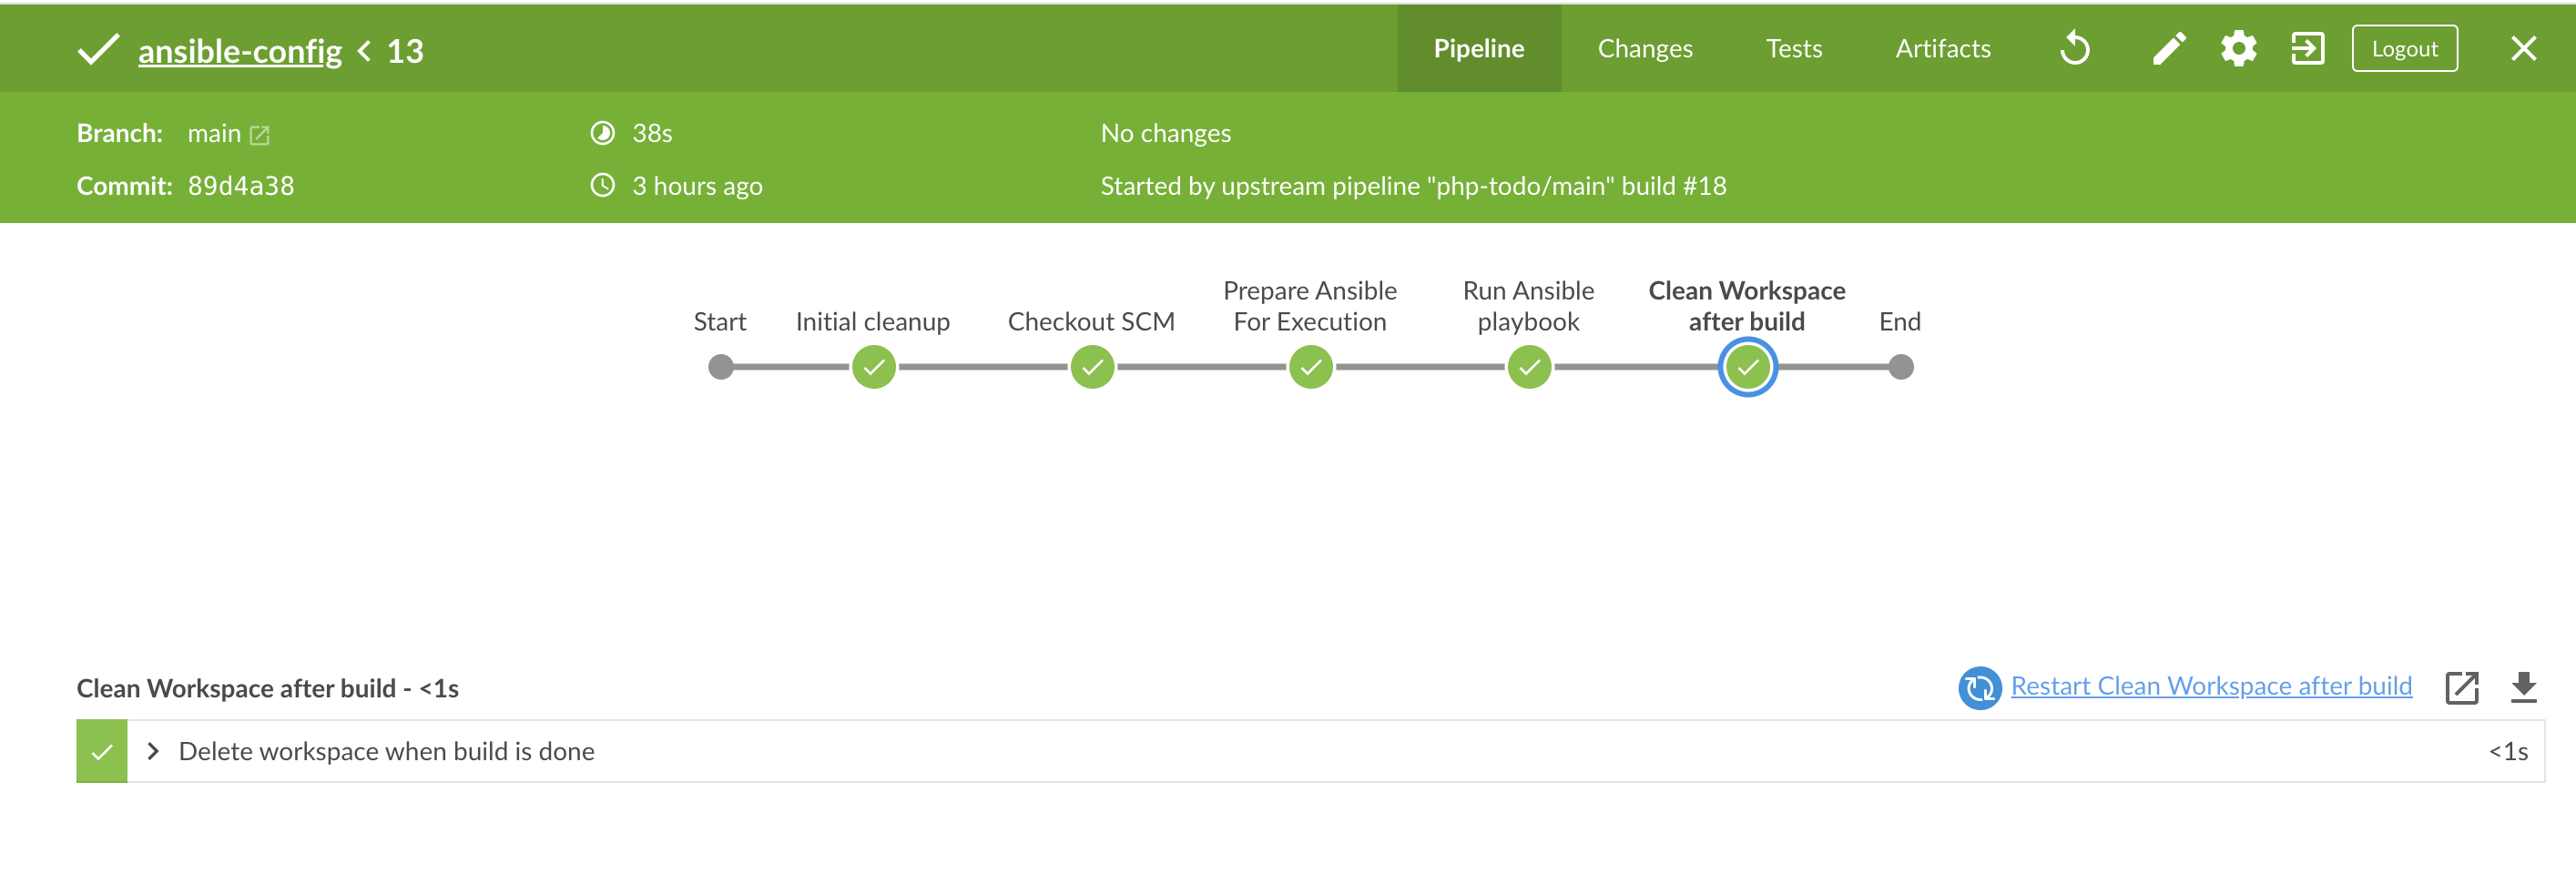 ansible-config < 13
Pipeline
Changes
Tests
Artifacts
Logout
Branch: main
38s
No changes
Commit: 89d4a38
3 hours ago
Started by upstream pipeline "php-todo/main" build #18
Start
Initial cleanup
Checkout SCM
Prepare Ansible
For Execution
Run Ansible
playbook
Clean Workspace
after build
End
Clean Workspace after build - <1s
Restart Clean Workspace after build
Delete workspace when build is done
<1s